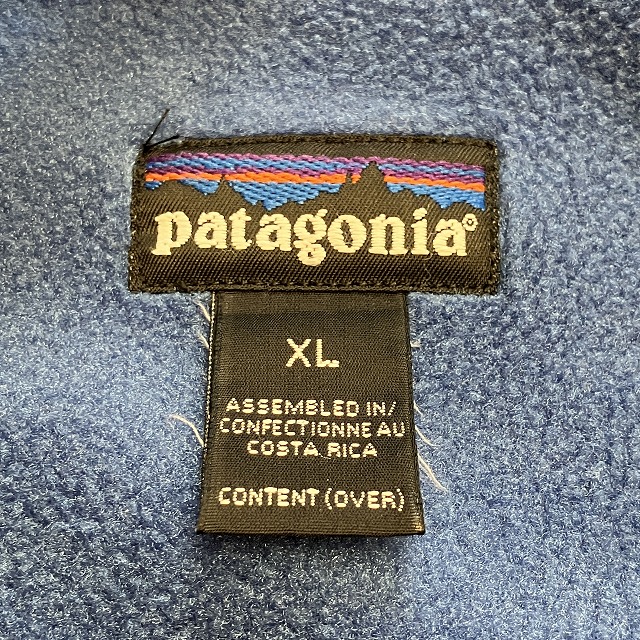 patagonia®
XL
ASSEMBLED IN/
CONFECTIONNE AU
COSTA RICA
CONTENT (OVER)